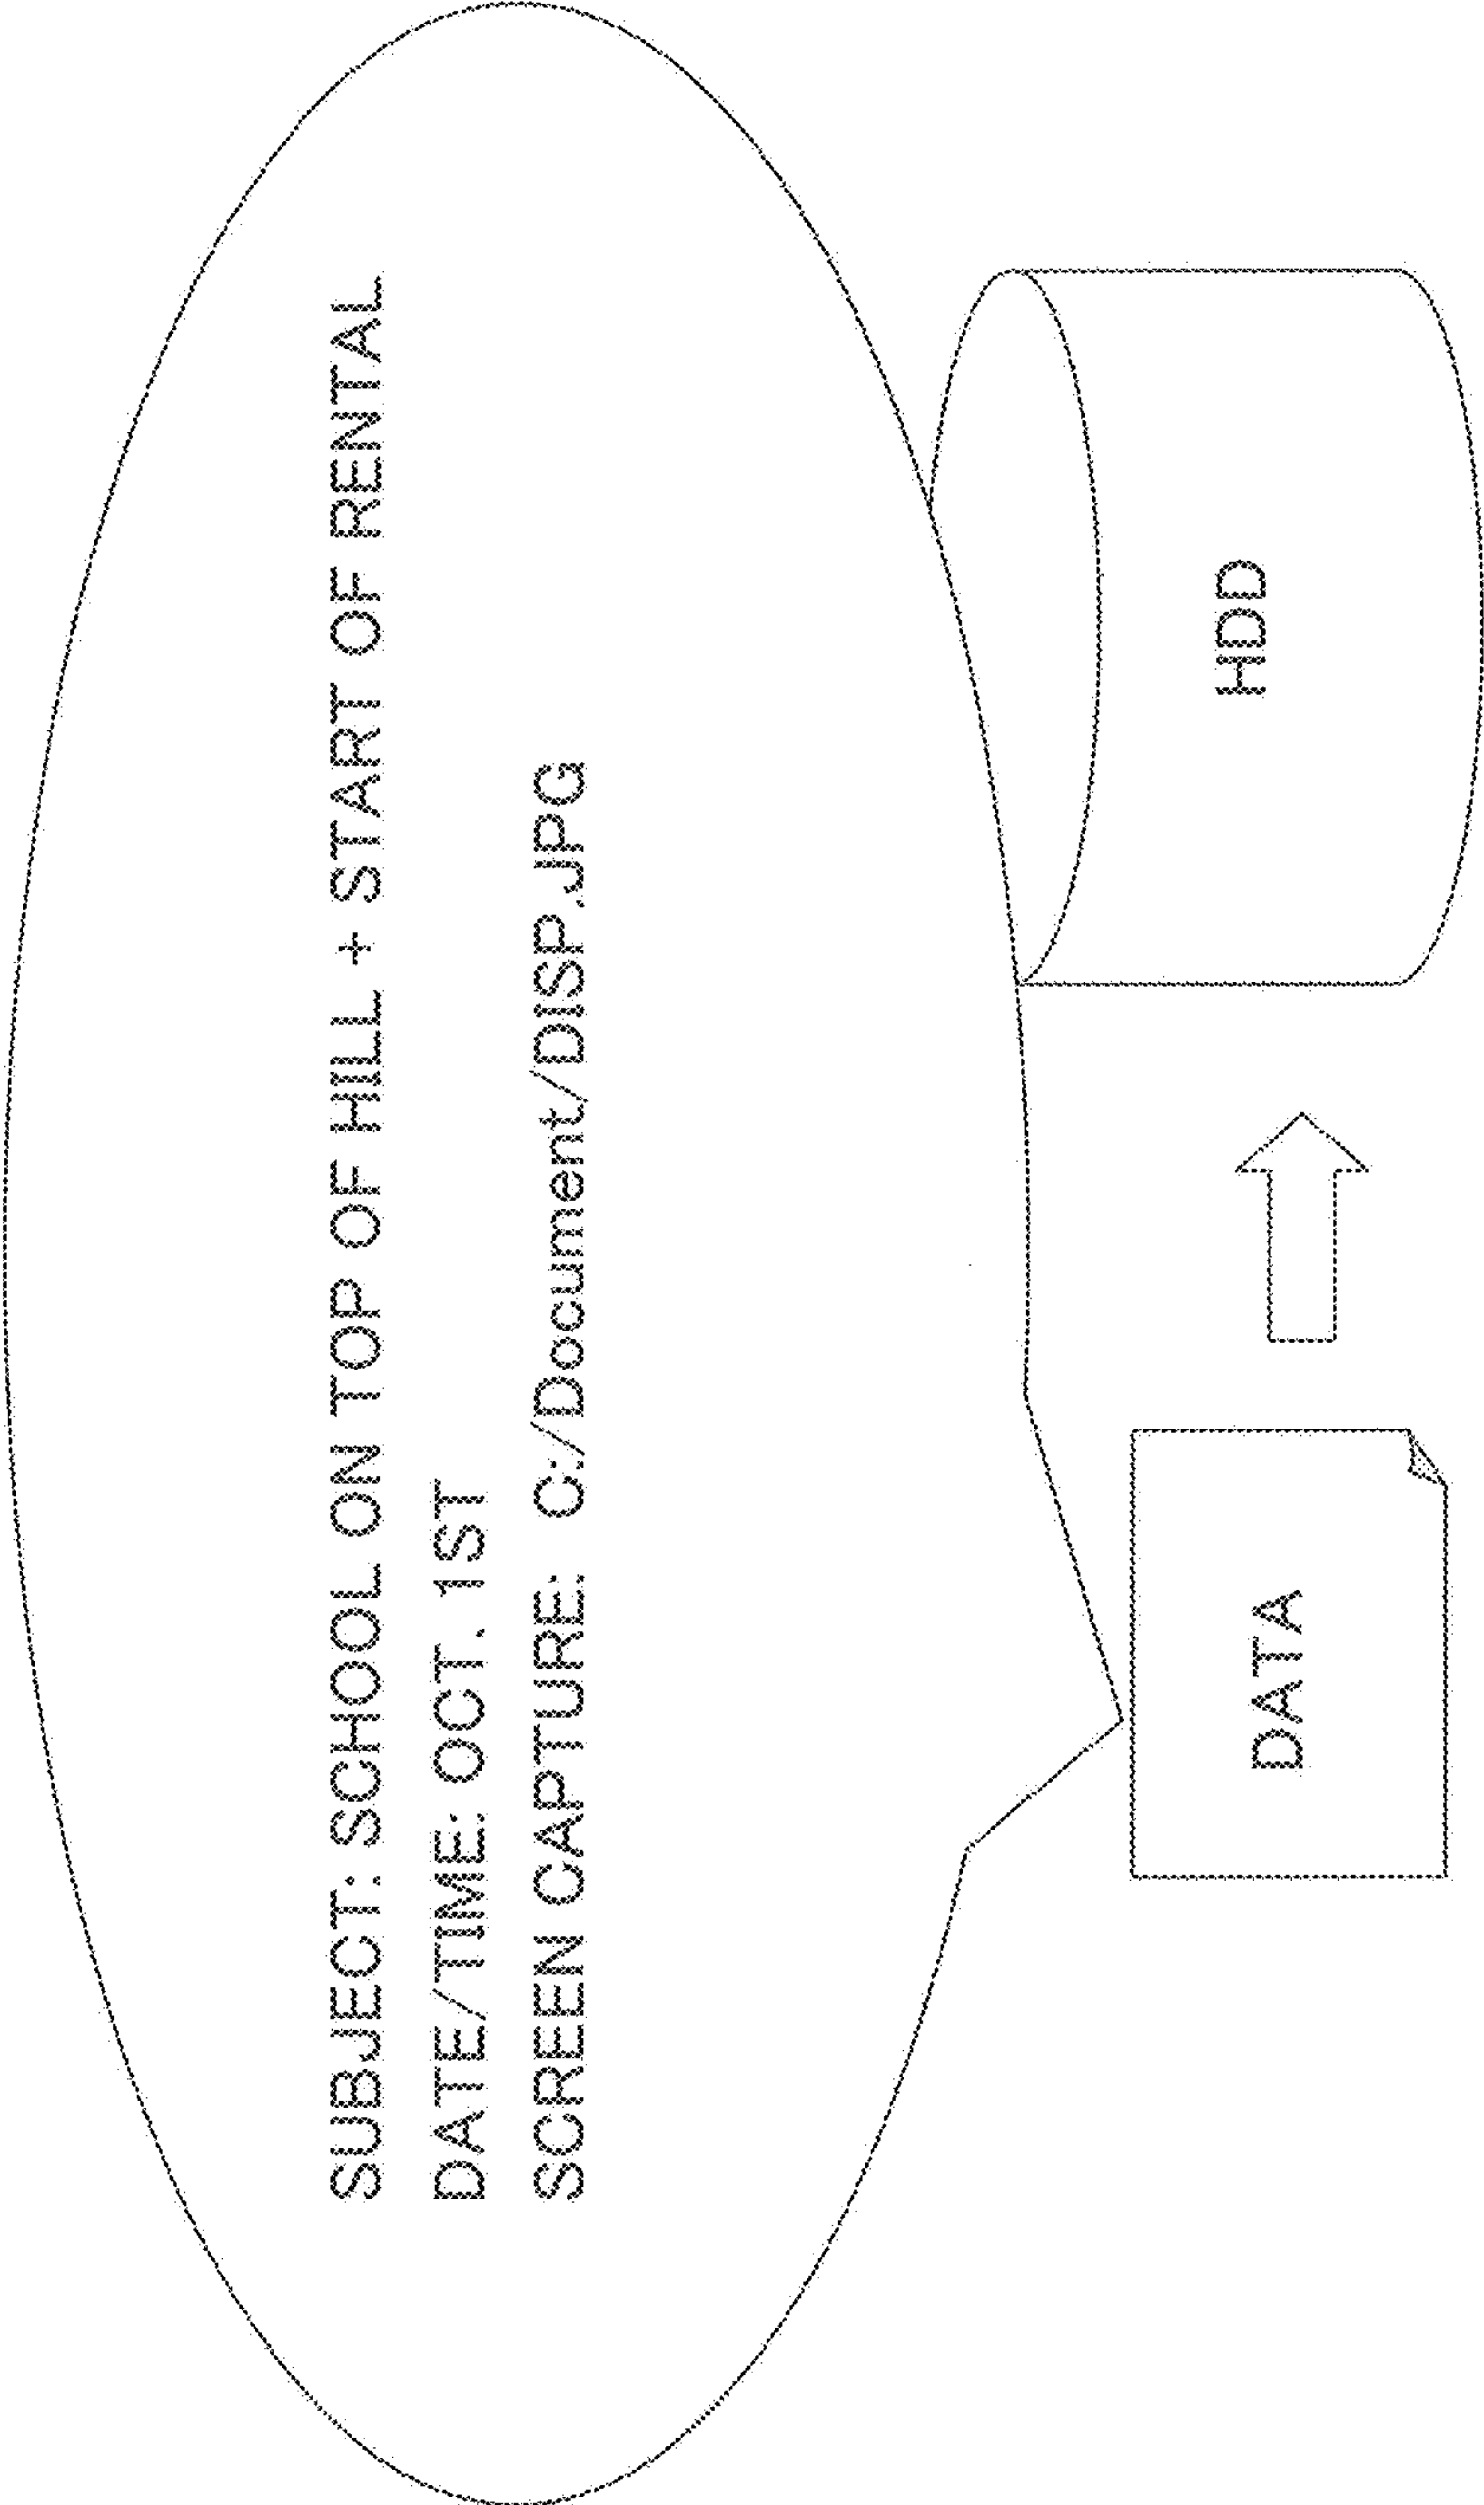 SUBJECT: SCHOOL ON TOP OF HILL + START OF RENTAL
DATE/TIME: OCT. 1ST
SCREEN CAPTURE: C:/Document/DISP.JPG
DATA
HDD